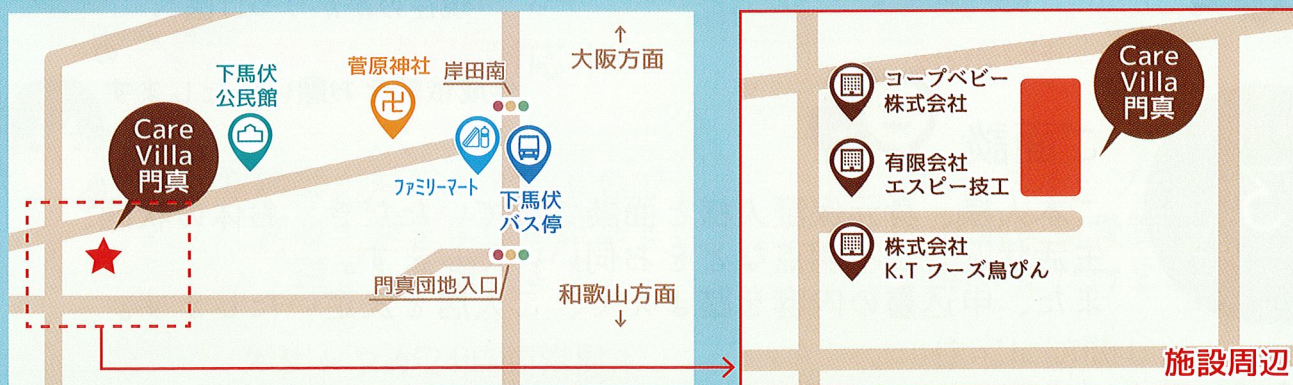 ↑
大阪方面
下馬伏
公民館
菅原神社
岸田南
Care
Villa
門真
ファミリーマート
下馬伏
バス停
門真団地入口
和歌山方面
↓
コープベビー
株式会社
Care
Villa
門真
有限会社
エスピー技工
株式会社
K.T フーズ鳥ぴん
施設周辺